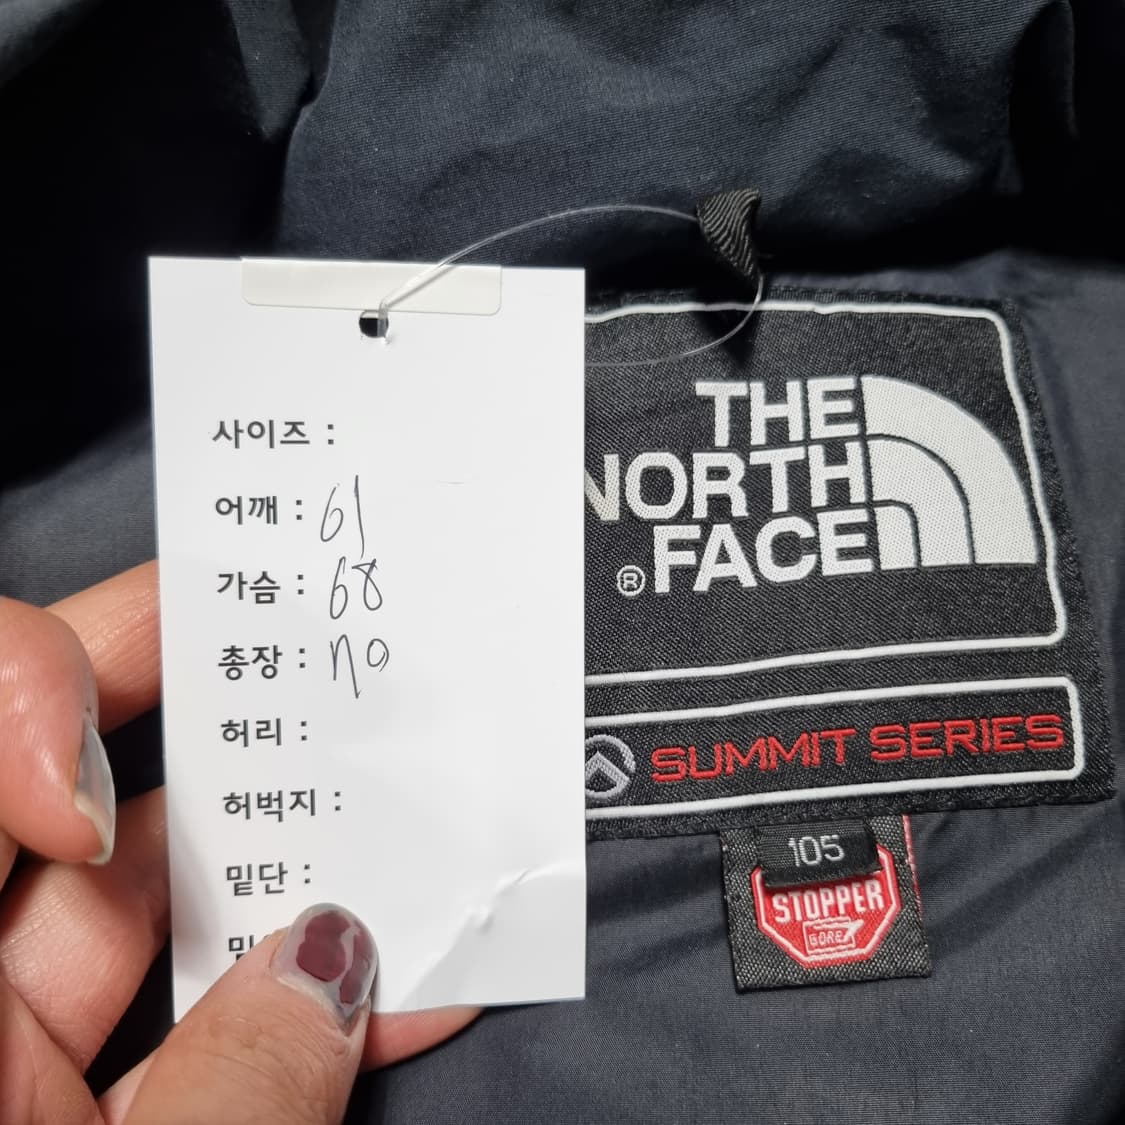 사이즈 :
어깨 : 61
가슴 : 68
총장 : 70
허리 :
허벅지 :
밑단 :
THE
NORTH
FACE
®
SUMMIT SERIES
105
STOPPER
GORE